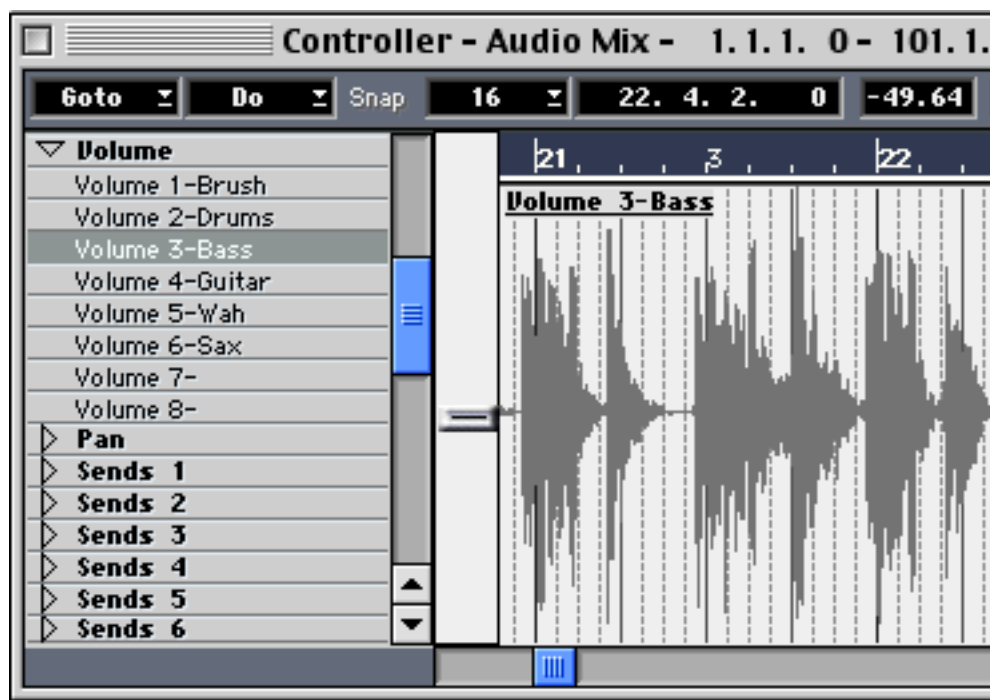 Controller - Audio Mix - 1.1.1. 0- 101.1.
Goto Do Snap 16 22. 4. 2. 0 -49.64
Volume
Volume 1-Brush
Volume 2-Drums
Volume 3-Bass
Volume 4-Guitar
Volume 5-Wah
Volume 6-Sax
Volume 7-
Volume 8-
Pan
Sends 1
Sends 2
Sends 3
Sends 4
Sends 5
Sends 6
21 3 22
Volume 3-Bass